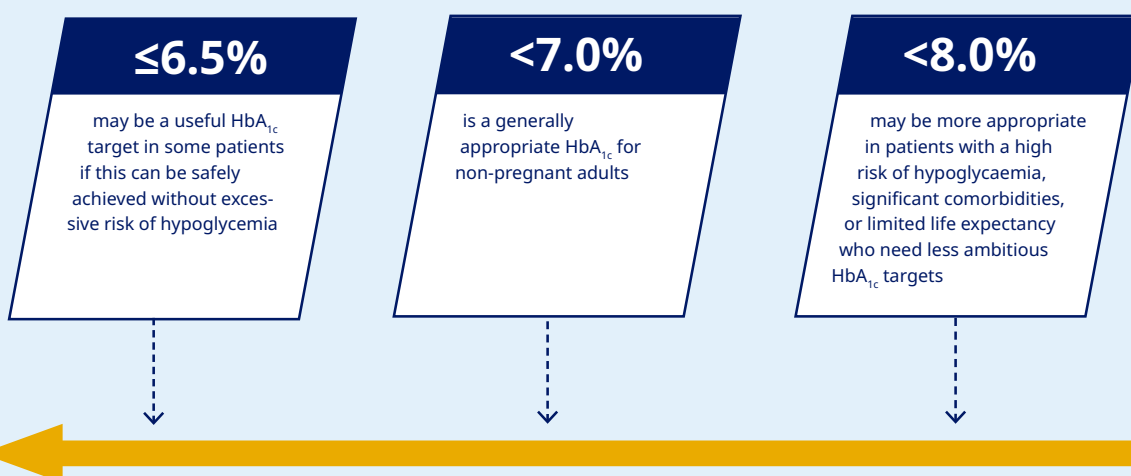 ≤6.5%
may be a useful HbA1c
target in some patients
if this can be safely
achieved without exces-
sive risk of hypoglycemia
<7.0%
is a generally
appropriate HbA1c for
non-pregnant adults
<8.0%
may be more appropriate
in patients with a high
risk of hypoglycaemia,
significant comorbidities,
or limited life expectancy
who need less ambitious
HbA1c targets